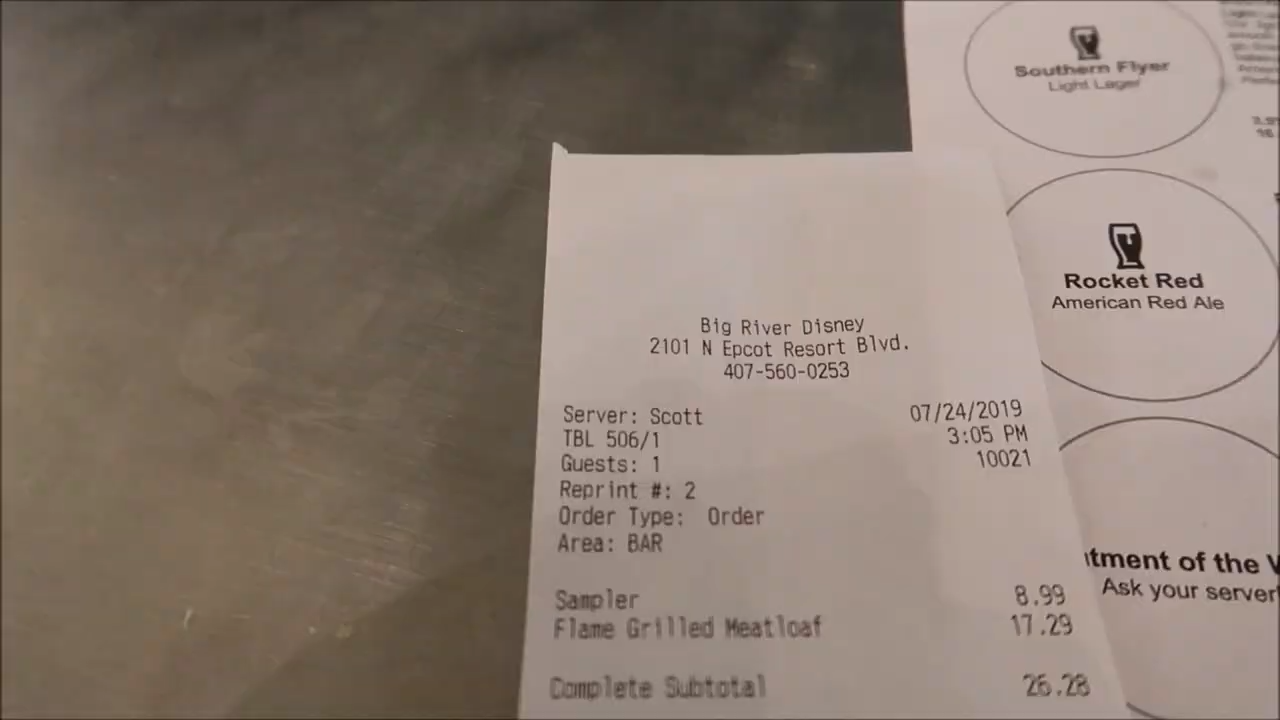 Southern Flyer
Light Lager
Rocket Red
American Red Ale
tment of the
Ask your server
Big River Disney
2101 N Epcot Resort Blvd.
407-560-0253
Server: Scott 07/24/2019
TBL 506/1 3:05 PM
Guests: 1 10021
Reprint #: 2
Order Type: Order
Area: BAR
Sampler 8.99
Flame Grilled Meatloaf 17.29
Complete Subtotal 26.28